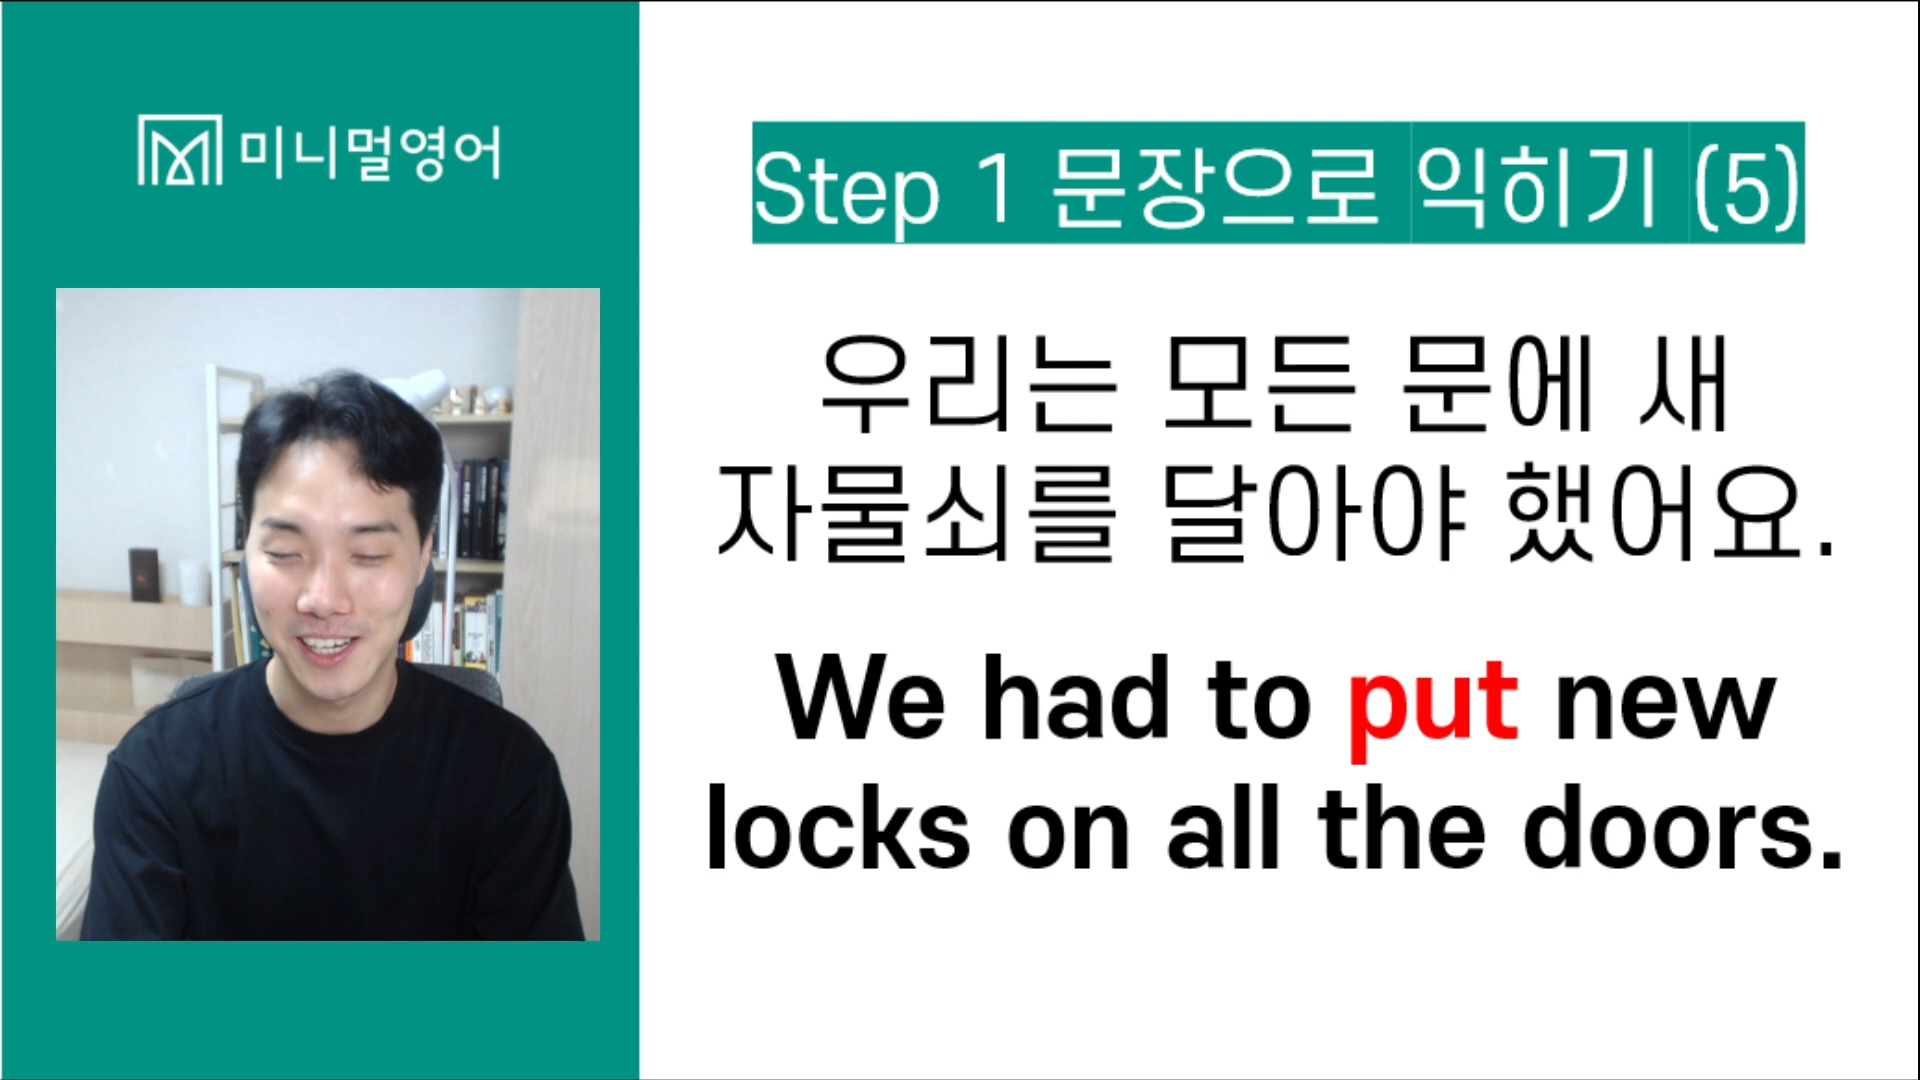 미니멀영어
Step 1 문장으로 익히기 (5)
우리는 모든 문에 새
자물쇠를 달아야 했어요.
We had to put new
locks on all the doors.